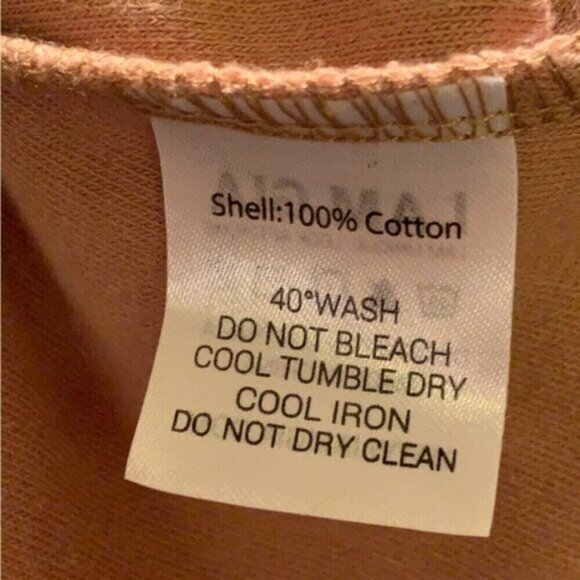 Shell:100% Cotton
40°WASH
DO NOT BLEACH
COOL TUMBLE DRY
COOL IRON
DO NOT DRY CLEAN